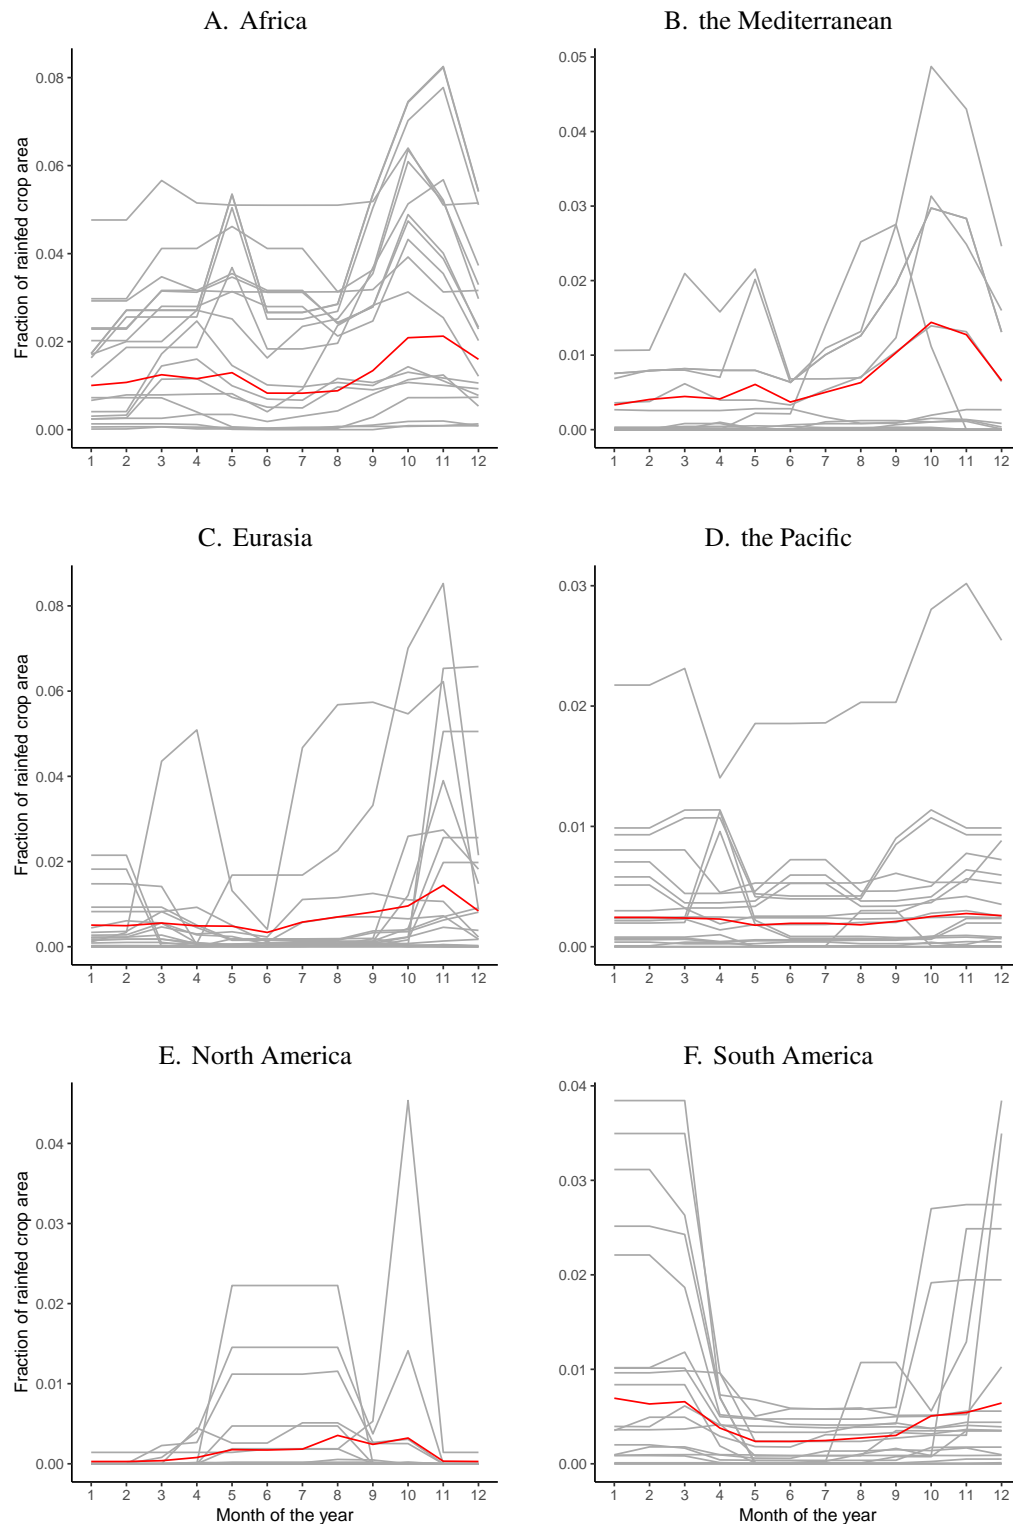 A. Africa
B. the Mediterranean
Fraction of rainfed crop area
0.08
0.06
0.04
0.02
0.00
1 2 3 4 5 6 7 8 9 10 11 12
0.05
0.04
0.03
0.02
0.01
0.00
1 2 3 4 5 6 7 8 9 10 11 12
C. Eurasia
D. the Pacific
Fraction of rainfed crop area
0.08
0.06
0.04
0.02
0.00
1 2 3 4 5 6 7 8 9 10 11 12
0.03
0.02
0.01
0.00
1 2 3 4 5 6 7 8 9 10 11 12
E. North America
F. South America
Fraction of rainfed crop area
0.04
0.03
0.02
0.01
0.00
1 2 3 4 5 6 7 8 9 10 11 12
Month of the year
0.04
0.03
0.02
0.01
0.00
1 2 3 4 5 6 7 8 9 10 11 12
Month of the year